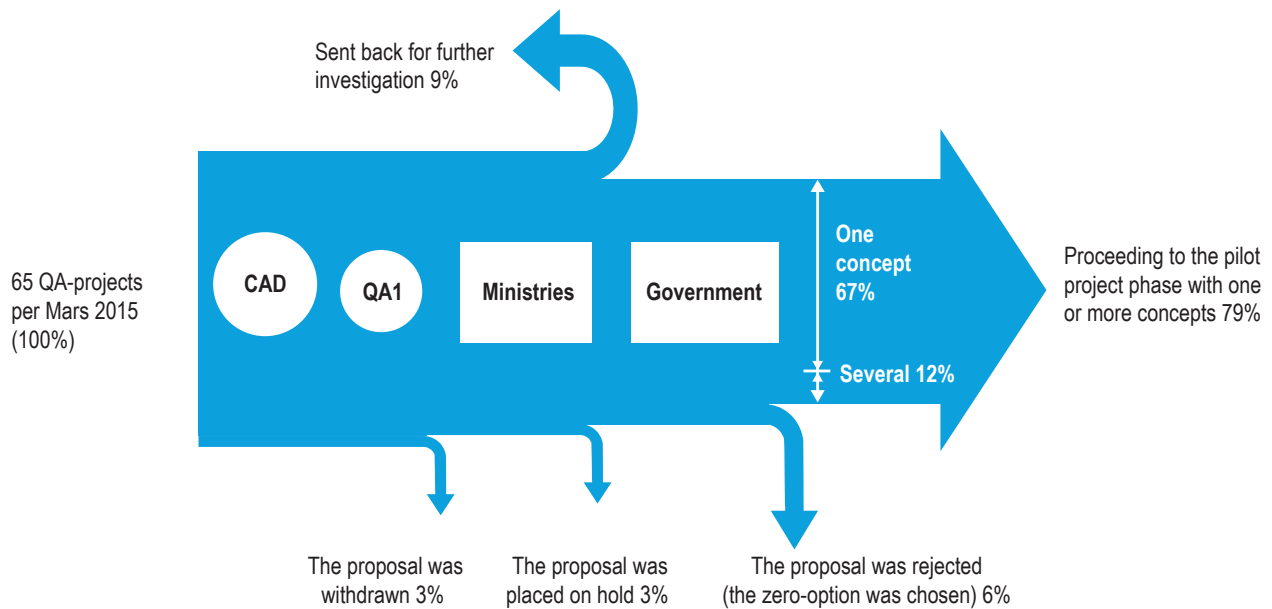 Sent back for further
investigation 9%
65 QA-projects
per Mars 2015
(100%)
CAD
QA1
Ministries
Government
One
concept
67%
Several 12%
Proceeding to the pilot
project phase with one
or more concepts 79%
The proposal was
withdrawn 3%
The proposal was
placed on hold 3%
The proposal was rejected
(the zero-option was chosen) 6%